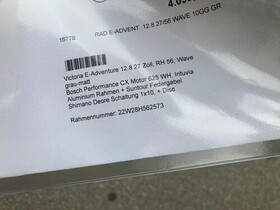 4.09
16778
RAD E-ADVENT. 12.8 27/56 WAVE 10GG GR
Victoria E-Adventure 12.8 27 Zoll, RH 56, Wave
grau-matt
Bosch Performance CX Motor 625 WH, Intuvia
Aluminium Rahmen + Suntour Federgabel
Shimano Deore Schaltung 1x10, + Disc
Rahmennummer: 22W28H562573